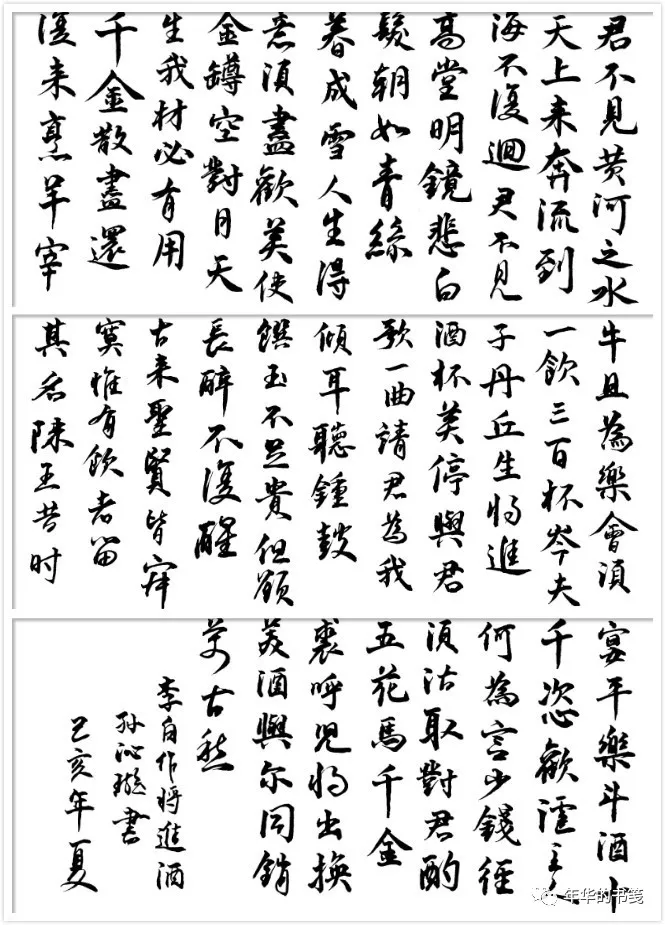 君不見黄河之水
天上来奔流到
海不復迴君不見
高堂明鏡悲白
髮朝如青絲
暮成雪人生得
意須盡歡莫使
金鐏空對月天
生我材必有用
千金散盡還
復来烹羊宰
牛且為樂會須
一飲三百杯岑夫
子丹丘生将進
酒杯莫停與君
歌一曲請君為我
傾耳聽鍾鼓
饌玉不足貴但願
長醉不復醒
古来聖賢皆寂
寞惟有飲者留
其名陳王昔时
宴平樂斗酒十
千恣歡謔主人
何為言少錢徑
須沽取對君酌
五花馬千金
裘呼児将出換
美酒與尔同銷
萬古愁
李白作将進酒
孙沁璇書
己亥年夏
年华的书笺